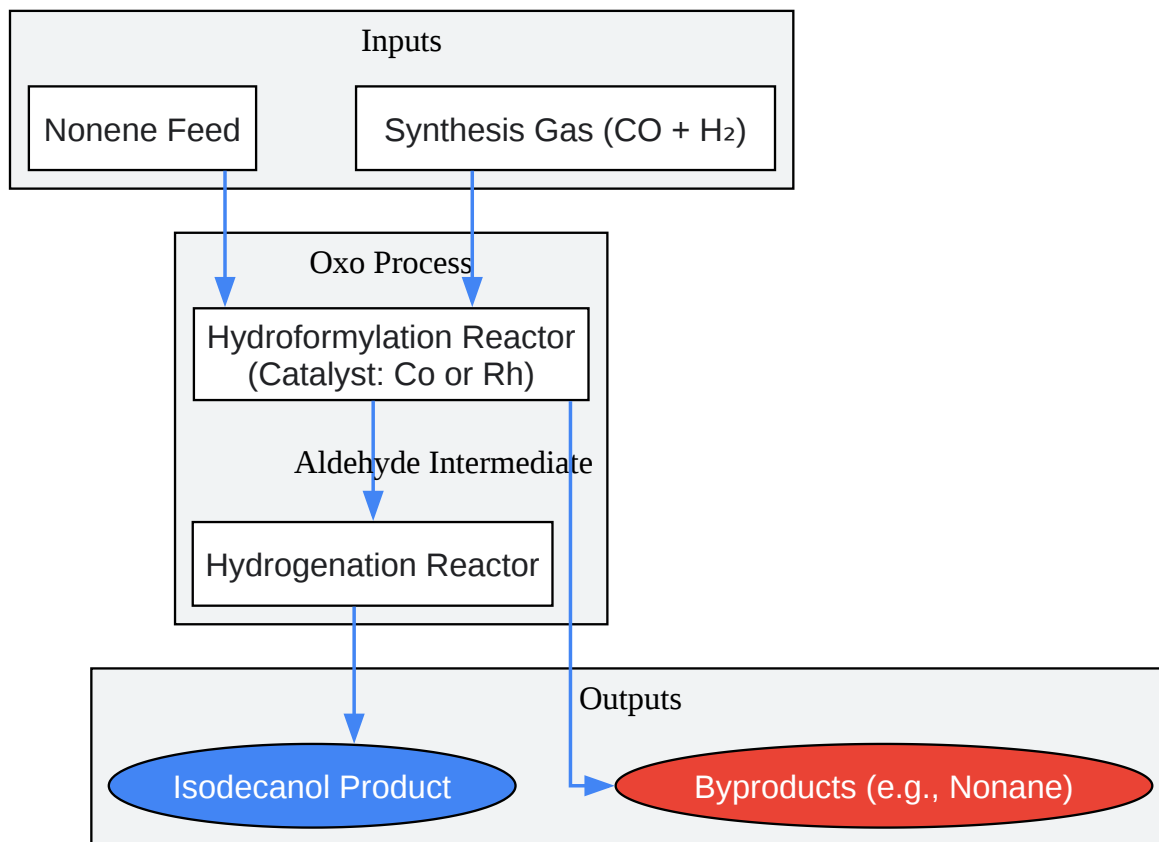 Inputs
Nonene Feed
Synthesis Gas (CO + H₂)
Oxo Process
Hydroformylation Reactor
(Catalyst: Co or Rh)
Aldehyde Intermediate
Hydrogenation Reactor
Outputs
Isodecanol Product
Byproducts (e.g., Nonane)